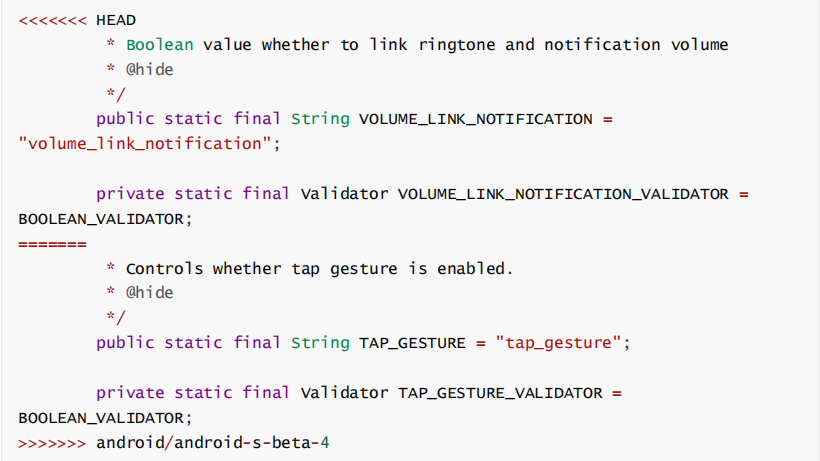 <<<<<<< HEAD
         * Boolean value whether to link ringtone and notification volume
         * @hide
         */
        public static final String VOLUME_LINK_NOTIFICATION =
"volume_link_notification";

        private static final Validator VOLUME_LINK_NOTIFICATION_VALIDATOR =
BOOLEAN_VALIDATOR;
=======
         * Controls whether tap gesture is enabled.
         * @hide
         */
        public static final String TAP_GESTURE = "tap_gesture";

        private static final Validator TAP_GESTURE_VALIDATOR =
BOOLEAN_VALIDATOR;
>>>>>>> android/android-s-beta-4